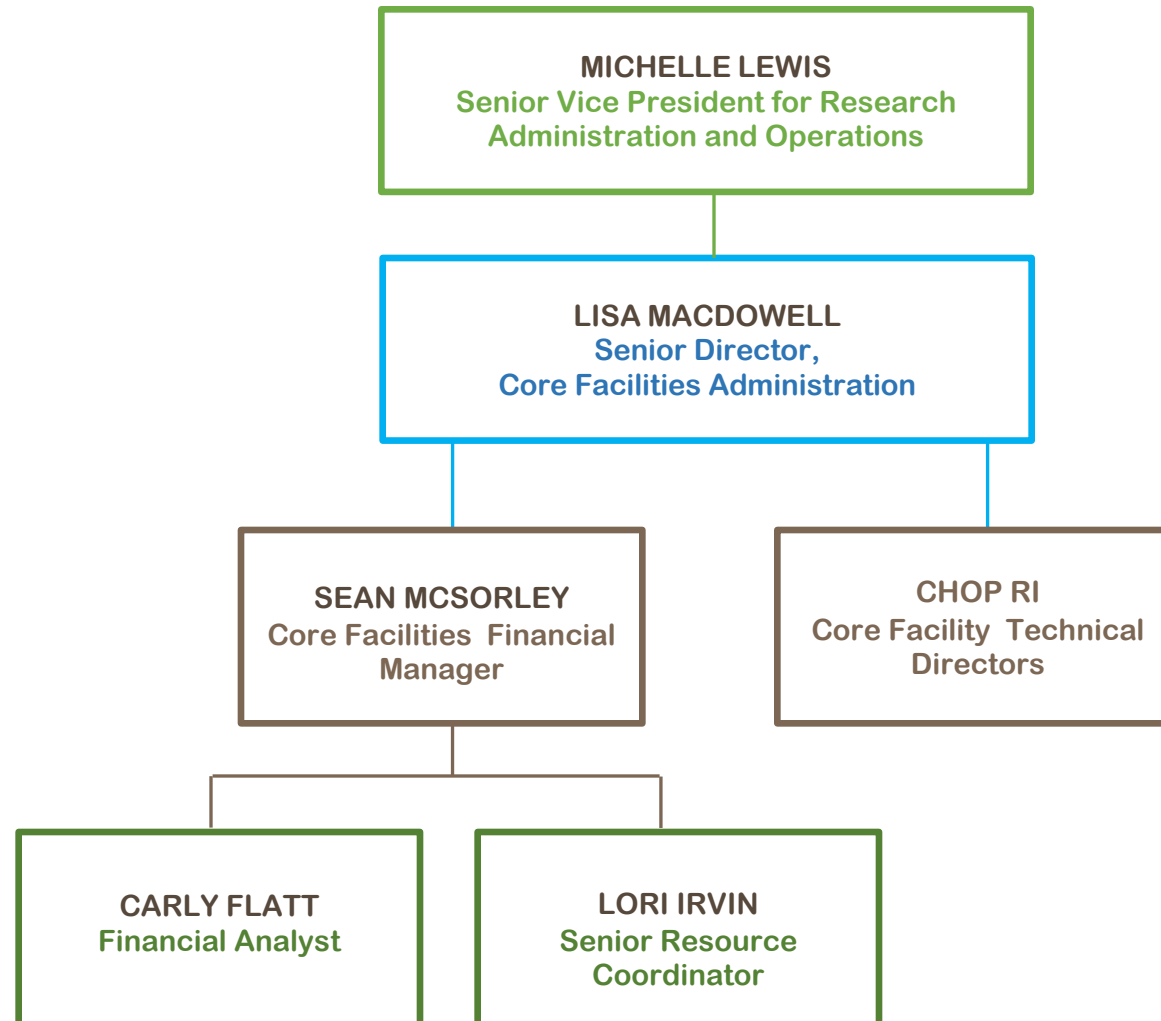 MICHELLE LEWIS
Senior Vice President for Research
Administration and Operations
LISA MACDOWELL
Senior Director,
Core Facilities Administration
SEAN MCSORLEY
Core Facilities  Financial
Manager
CHOP RI
Core Facility  Technical
Directors
CARLY FLATT
Financial Analyst
LORI IRVIN
Senior Resource
Coordinator